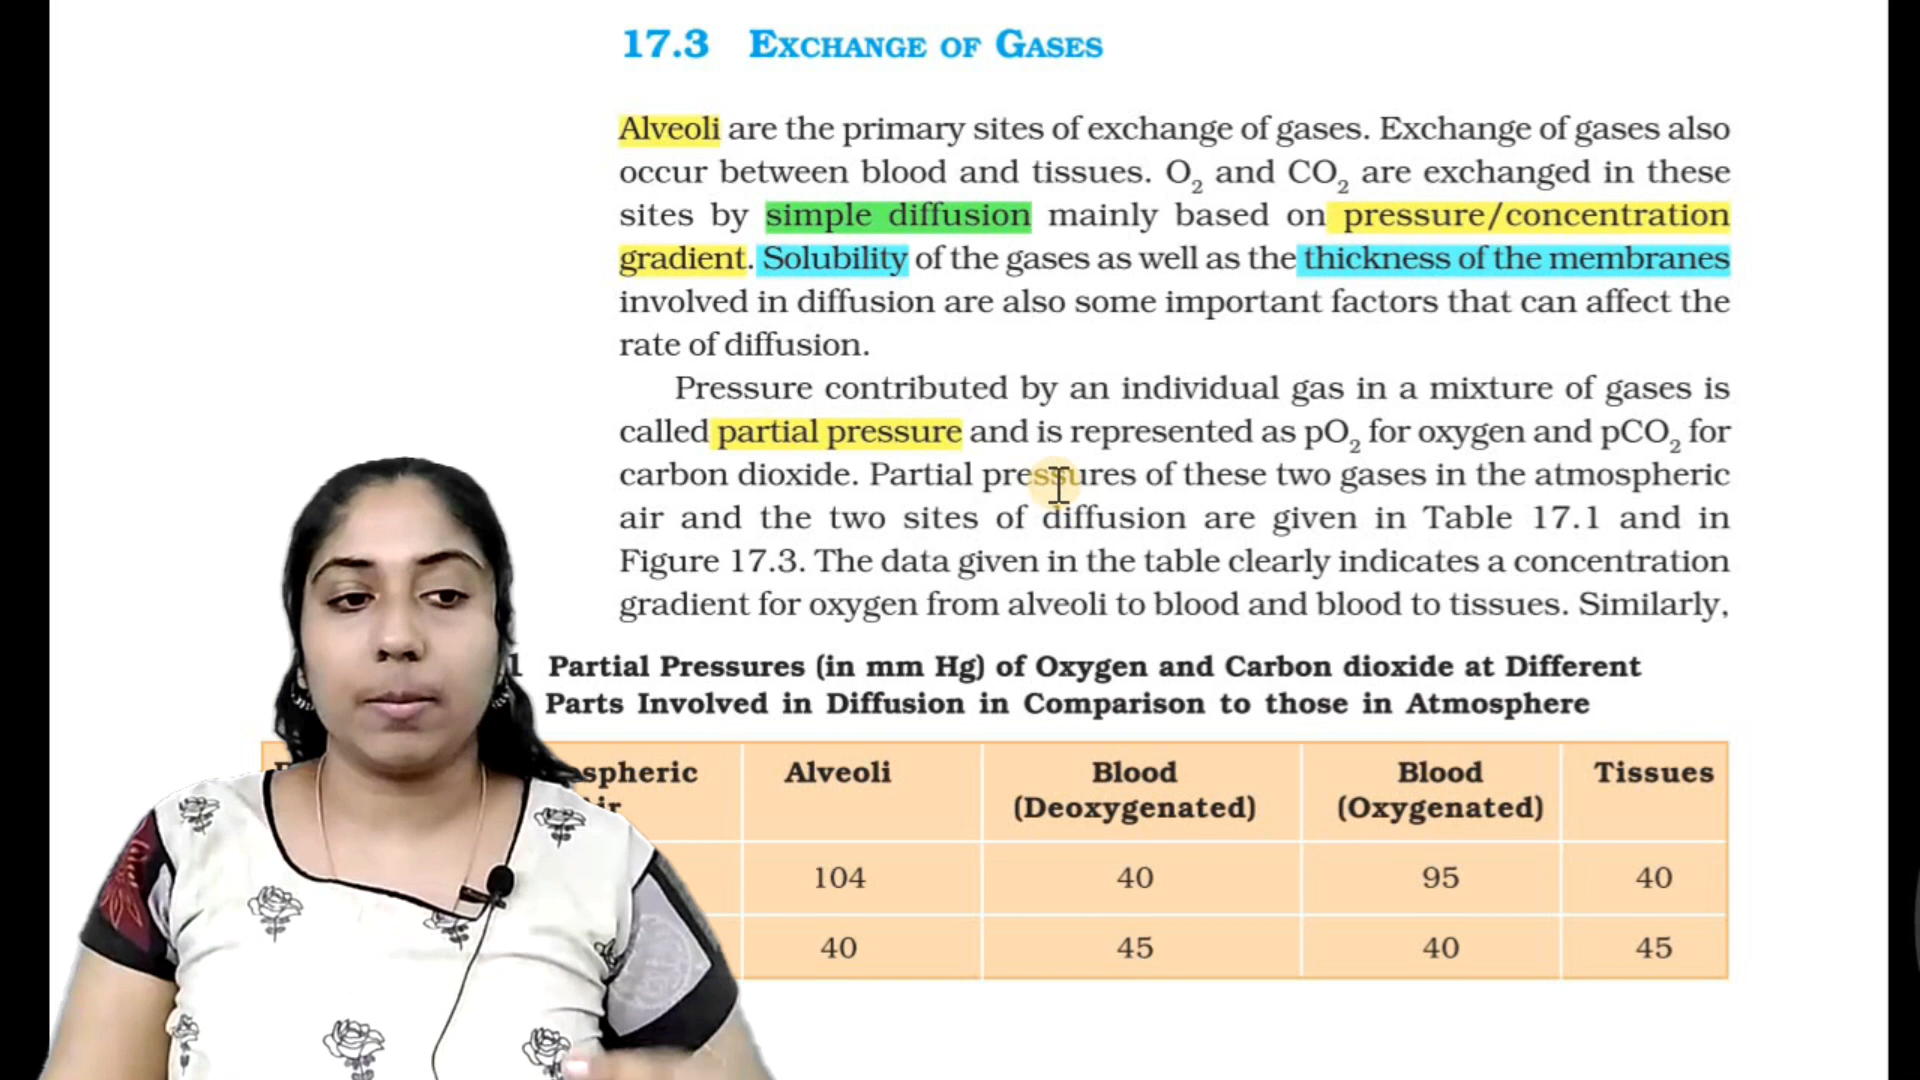 17.3 EXCHANGE OF GASES
Alveoli are the primary sites of exchange of gases. Exchange of gases also
occur between blood and tissues. O2 and CO2 are exchanged in these
sites by simple diffusion mainly based on pressure/concentration
gradient. Solubility of the gases as well as the thickness of the membranes
involved in diffusion are also some important factors that can affect the
rate of diffusion.
Pressure contributed by an individual gas in a mixture of gases is
called partial pressure and is represented as pO2 for oxygen and pCO2 for
carbon dioxide. Partial pressures of these two gases in the atmospheric
air and the two sites of diffusion are given in Table 17.1 and in
Figure 17.3. The data given in the table clearly indicates a concentration
gradient for oxygen from alveoli to blood and blood to tissues. Similarly,
1 Partial Pressures (in mm Hg) of Oxygen and Carbon dioxide at Different
Parts Involved in Diffusion in Comparison to those in Atmosphere
spheric Alveoli Blood Blood Tissues
(Deoxygenated) (Oxygenated)
104 40 95 40
40 45 40 45